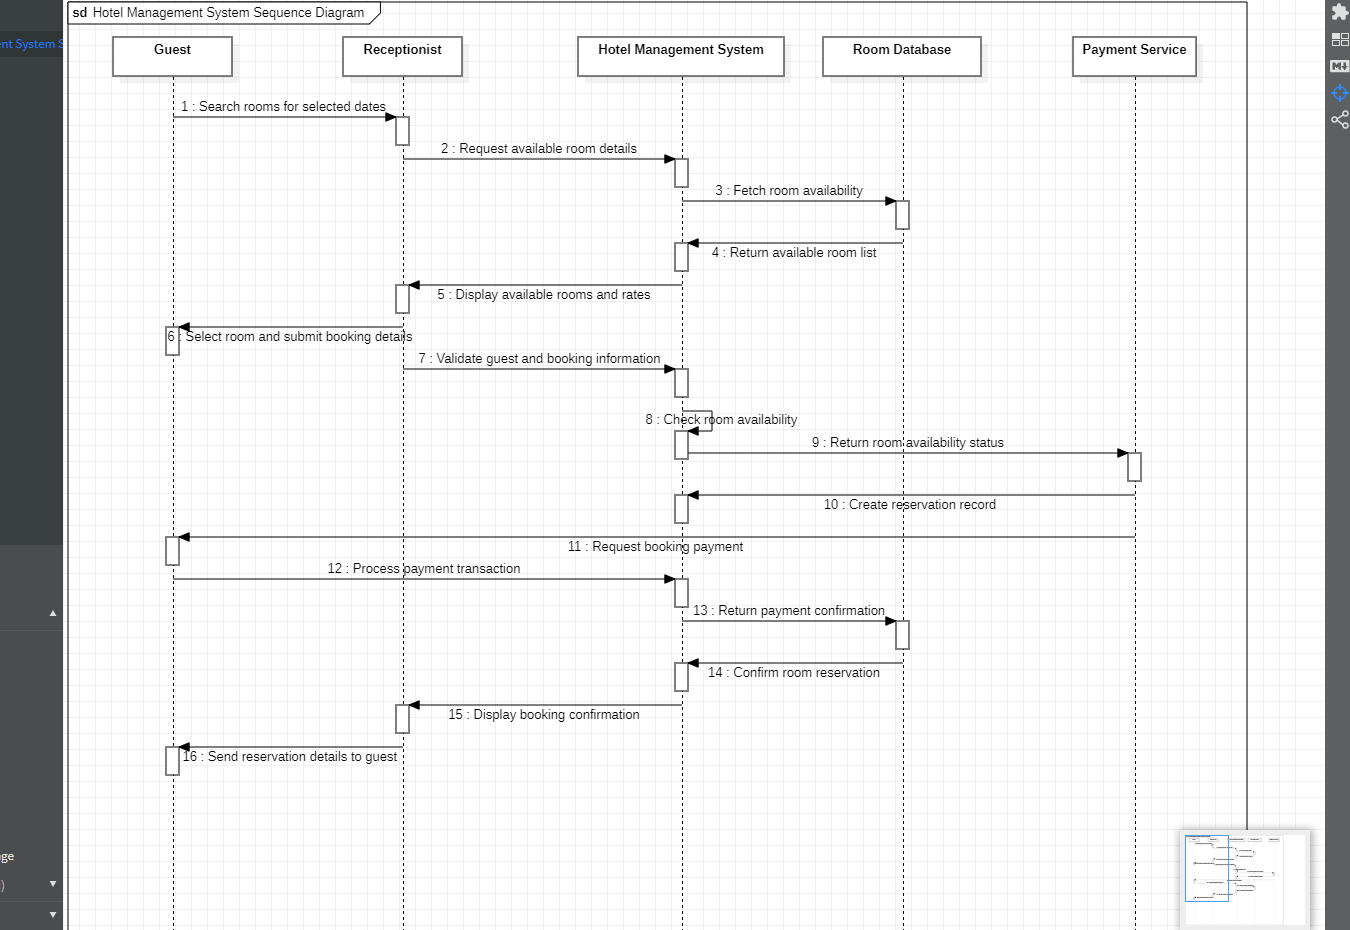 sd Hotel Management System Sequence Diagram
ent System S
Guest
Receptionist
Hotel Management System
Room Database
Payment Service
1 : Search rooms for selected dates
2 : Request available room details
3 : Fetch room availability
4 : Return available room list
5 : Display available rooms and rates
6 : Select room and submit booking details
7 : Validate guest and booking information
8 : Check room availability
9 : Return room availability status
10 : Create reservation record
11 : Request booking payment
12 : Process payment transaction
13 : Return payment confirmation
14 : Confirm room reservation
15 : Display booking confirmation
16 : Send reservation details to guest
ge
)
M